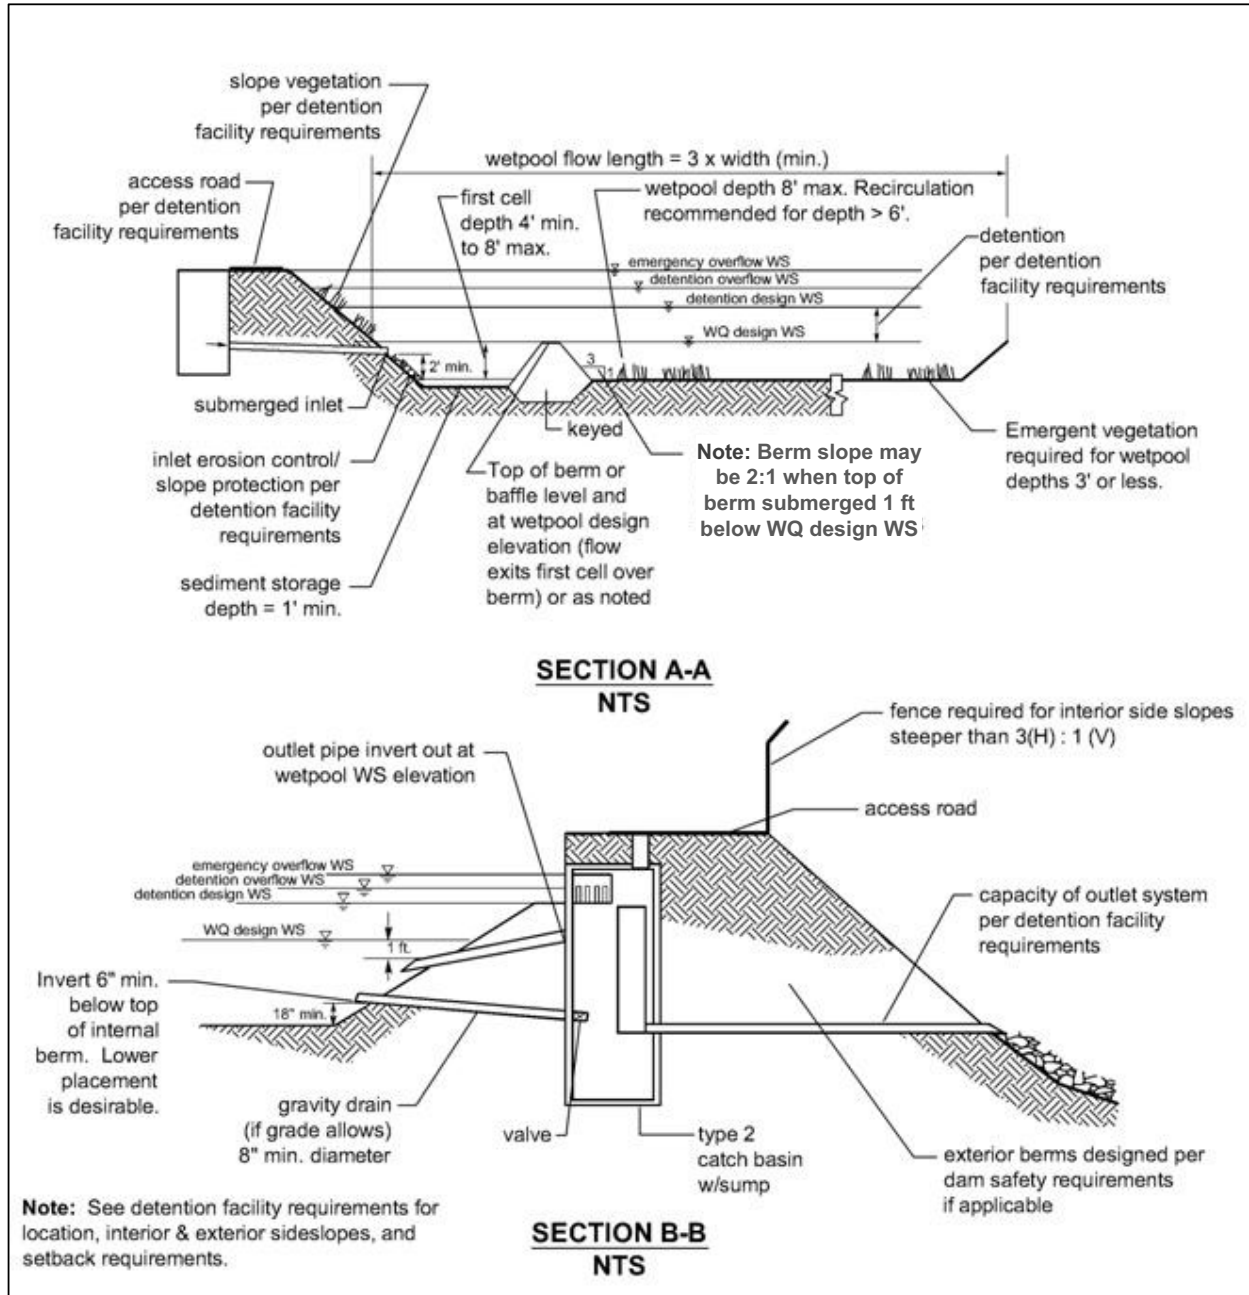 slope vegetation
per detention
facility requirements
wetpool flow length = 3 x width (min.)
access road
per detention
facility requirements
first cell
depth 4' min.
to 8' max.
wetpool depth 8' max. Recirculation
recommended for depth > 6'.
detention
per detention
facility requirements
emergency overflow WS
detention overflow WS
detention design WS
WQ design WS
2' min.
3
1
submerged inlet
keyed
inlet erosion control/
slope protection per
detention facility
requirements
Top of berm or
baffle level and
at wetpool design
elevation (flow
exits first cell over
berm) or as noted
Note: Berm slope may
be 2:1 when top of
berm submerged 1 ft
below WQ design WS
Emergent vegetation
required for wetpool
depths 3' or less.
sediment storage
depth = 1' min.
SECTION A-A
NTS
fence required for interior side slopes
steeper than 3(H) : 1 (V)
outlet pipe invert out at
wetpool WS elevation
access road
emergency overflow WS
detention overflow WS
detention design WS
WQ design WS
1 ft.
capacity of outlet system
per detention facility
requirements
Invert 6" min.
below top
of internal
berm. Lower
placement
is desirable.
18" min.
gravity drain
(if grade allows)
8" min. diameter
valve
type 2
catch basin
w/sump
exterior berms designed per
dam safety requirements
if applicable
Note: See detention facility requirements for
location, interior & exterior sideslopes, and
setback requirements.
SECTION B-B
NTS